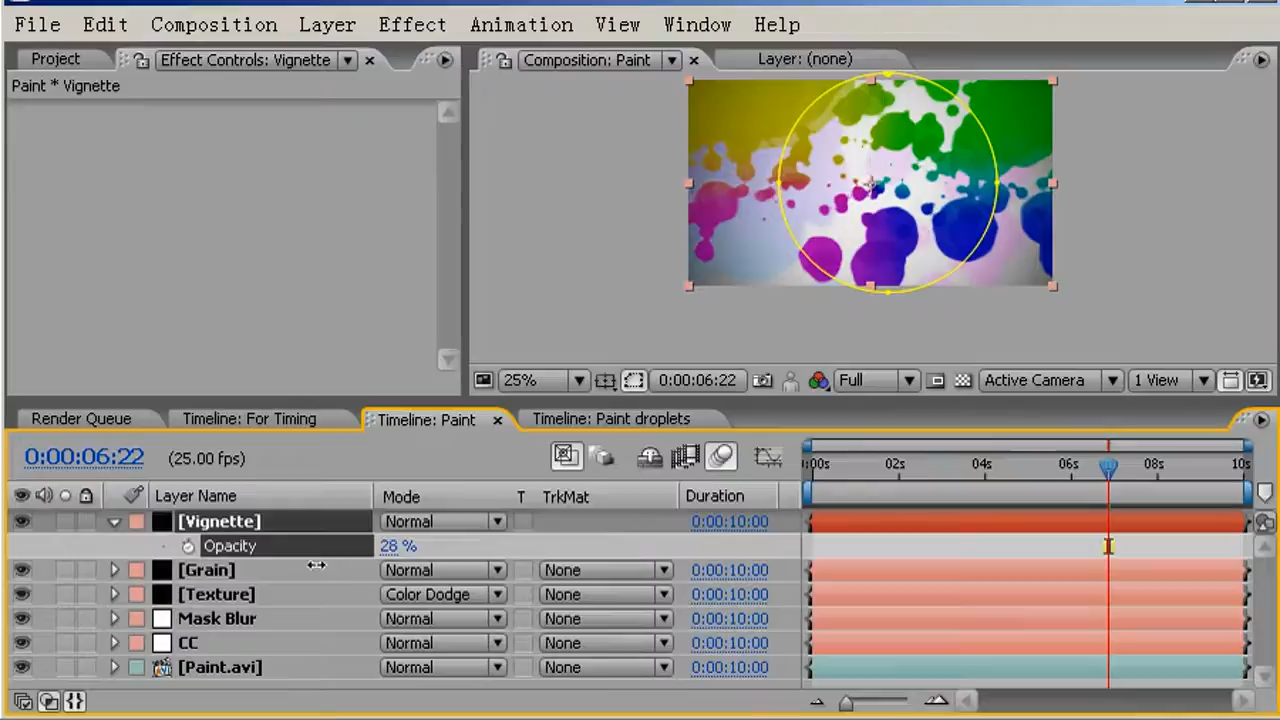 File Edit Composition Layer Effect Animation View Window Help
Project Effect Controls: Vignette Composition: Paint Layer: (none)
Paint * Vignette
25% 0:00:06:22 Full Active Camera 1 View
Render Queue Timeline: For Timing Timeline: Paint Timeline: Paint droplets
0:00:06:22 (25.00 fps)
:00s 02s 04s 06s 08s 10s
Layer Name Mode T TrkMat Duration
[Vignette] Normal 0:00:10:00
Opacity 28 %
[Grain] Normal None 0:00:10:00
[Texture] Color Dodge None 0:00:10:00
Mask Blur Normal None 0:00:10:00
CC Normal None 0:00:10:00
[Paint.avi] Normal None 0:00:10:00